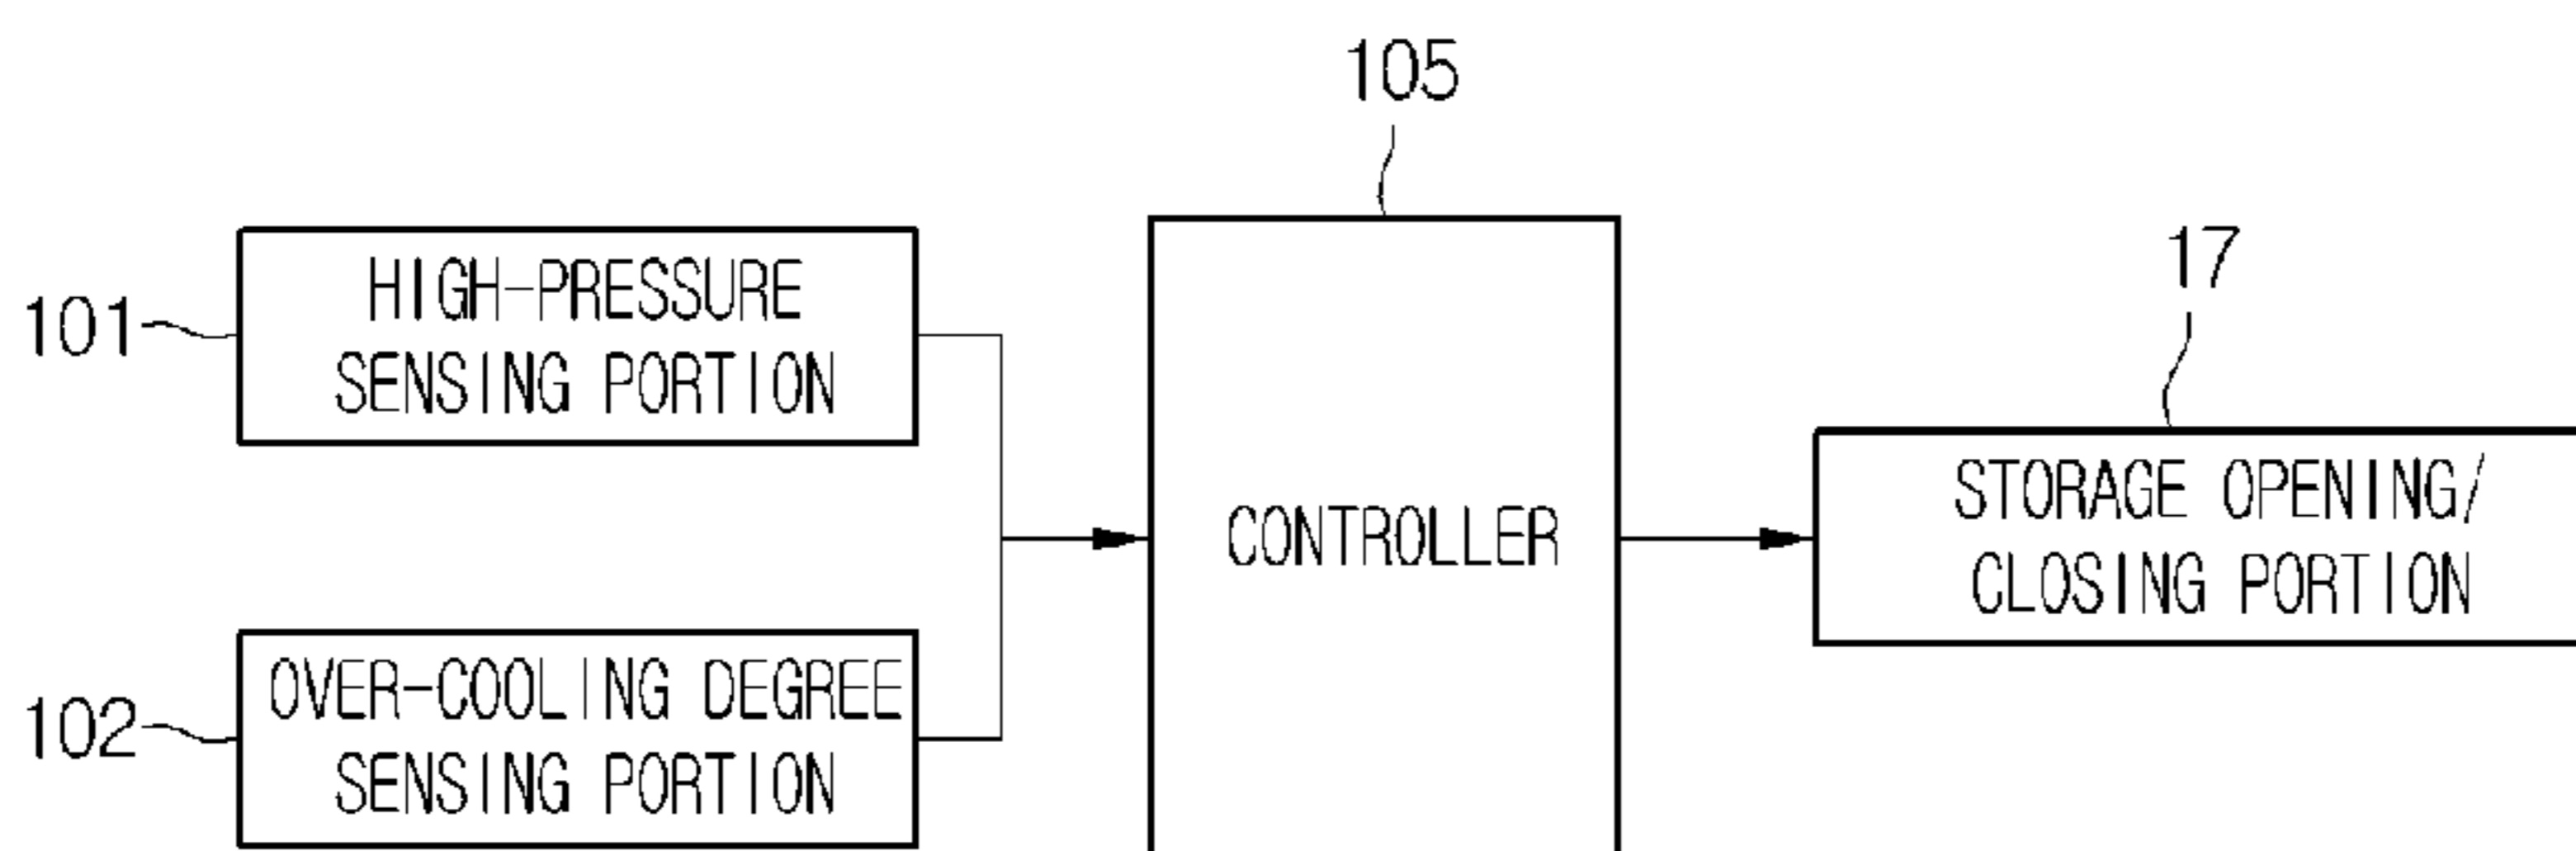 105
101
HIGH-PRESSURE
SENSING PORTION
17
CONTROLLER
STORAGE OPENING/
CLOSING PORTION
102
OVER-COOLING DEGREE
SENSING PORTION